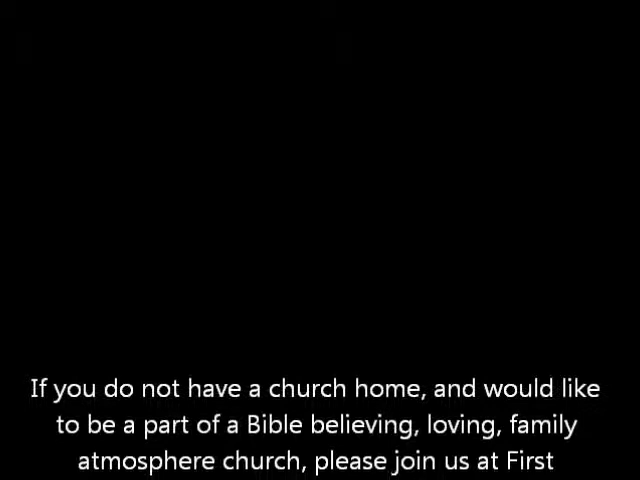 If you do not have a church home, and would like
to be a part of a Bible believing, loving, family
atmosphere church, please join us at First